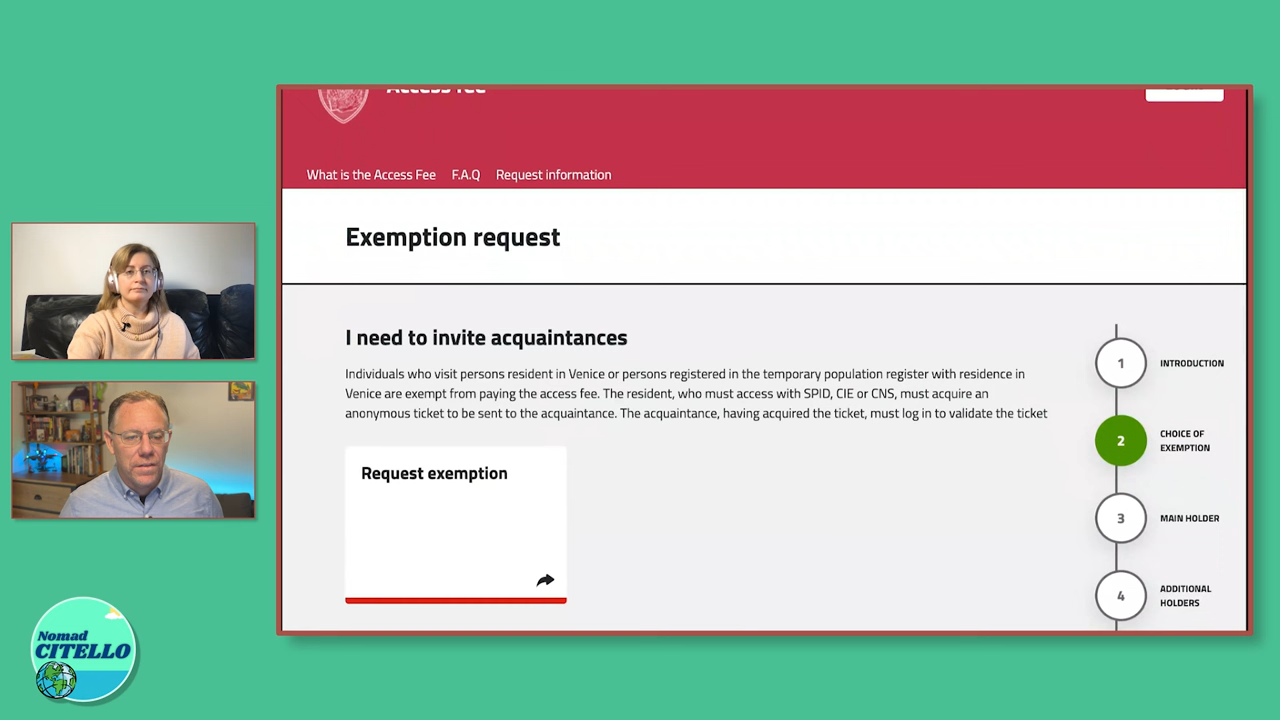 Access Fee
What is the Access Fee F.A.Q Request information
Exemption request
I need to invite acquaintances
Individuals who visit persons resident in Venice or persons registered in the temporary population register with residence in
Venice are exempt from paying the access fee. The resident, who must access with SPID, CIE or CNS, must acquire an
anonymous ticket to be sent to the acquaintance. The acquaintance, having acquired the ticket, must log in to validate the ticket
Request exemption
1 INTRODUCTION
2 CHOICE OF
EXEMPTION
3 MAIN HOLDER
4 ADDITIONAL
HOLDERS
Nomad
CITELLO